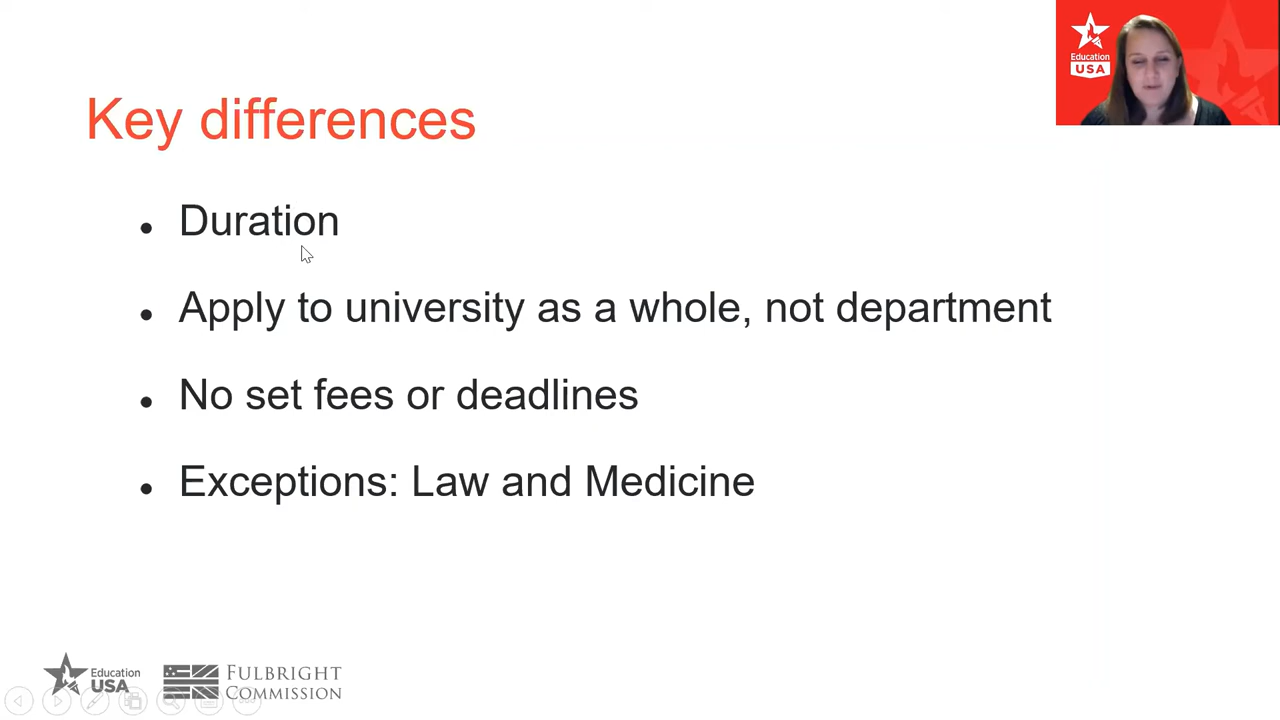 Education
USA
Key differences
Duration
Apply to university as a whole, not department
No set fees or deadlines
Exceptions: Law and Medicine
Education
USA
FULBRIGHT
COMMISSION